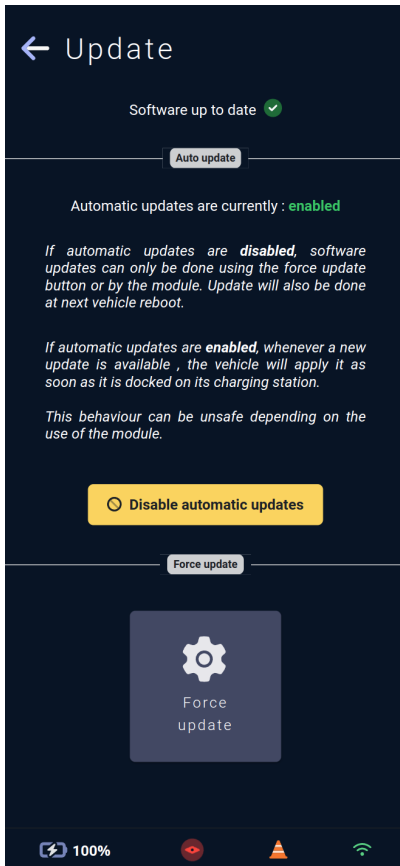 Update
Software up to date
Auto update
Automatic updates are currently : enabled
If automatic updates are disabled, software
updates can only be done using the force update
button or by the module. Update will also be done
at next vehicle reboot.
If automatic updates are enabled, whenever a new
update is available , the vehicle will apply it as
soon as it is docked on its charging station.
This behaviour can be unsafe depending on the
use of the module.
Disable automatic updates
Force update
Force
update
100%